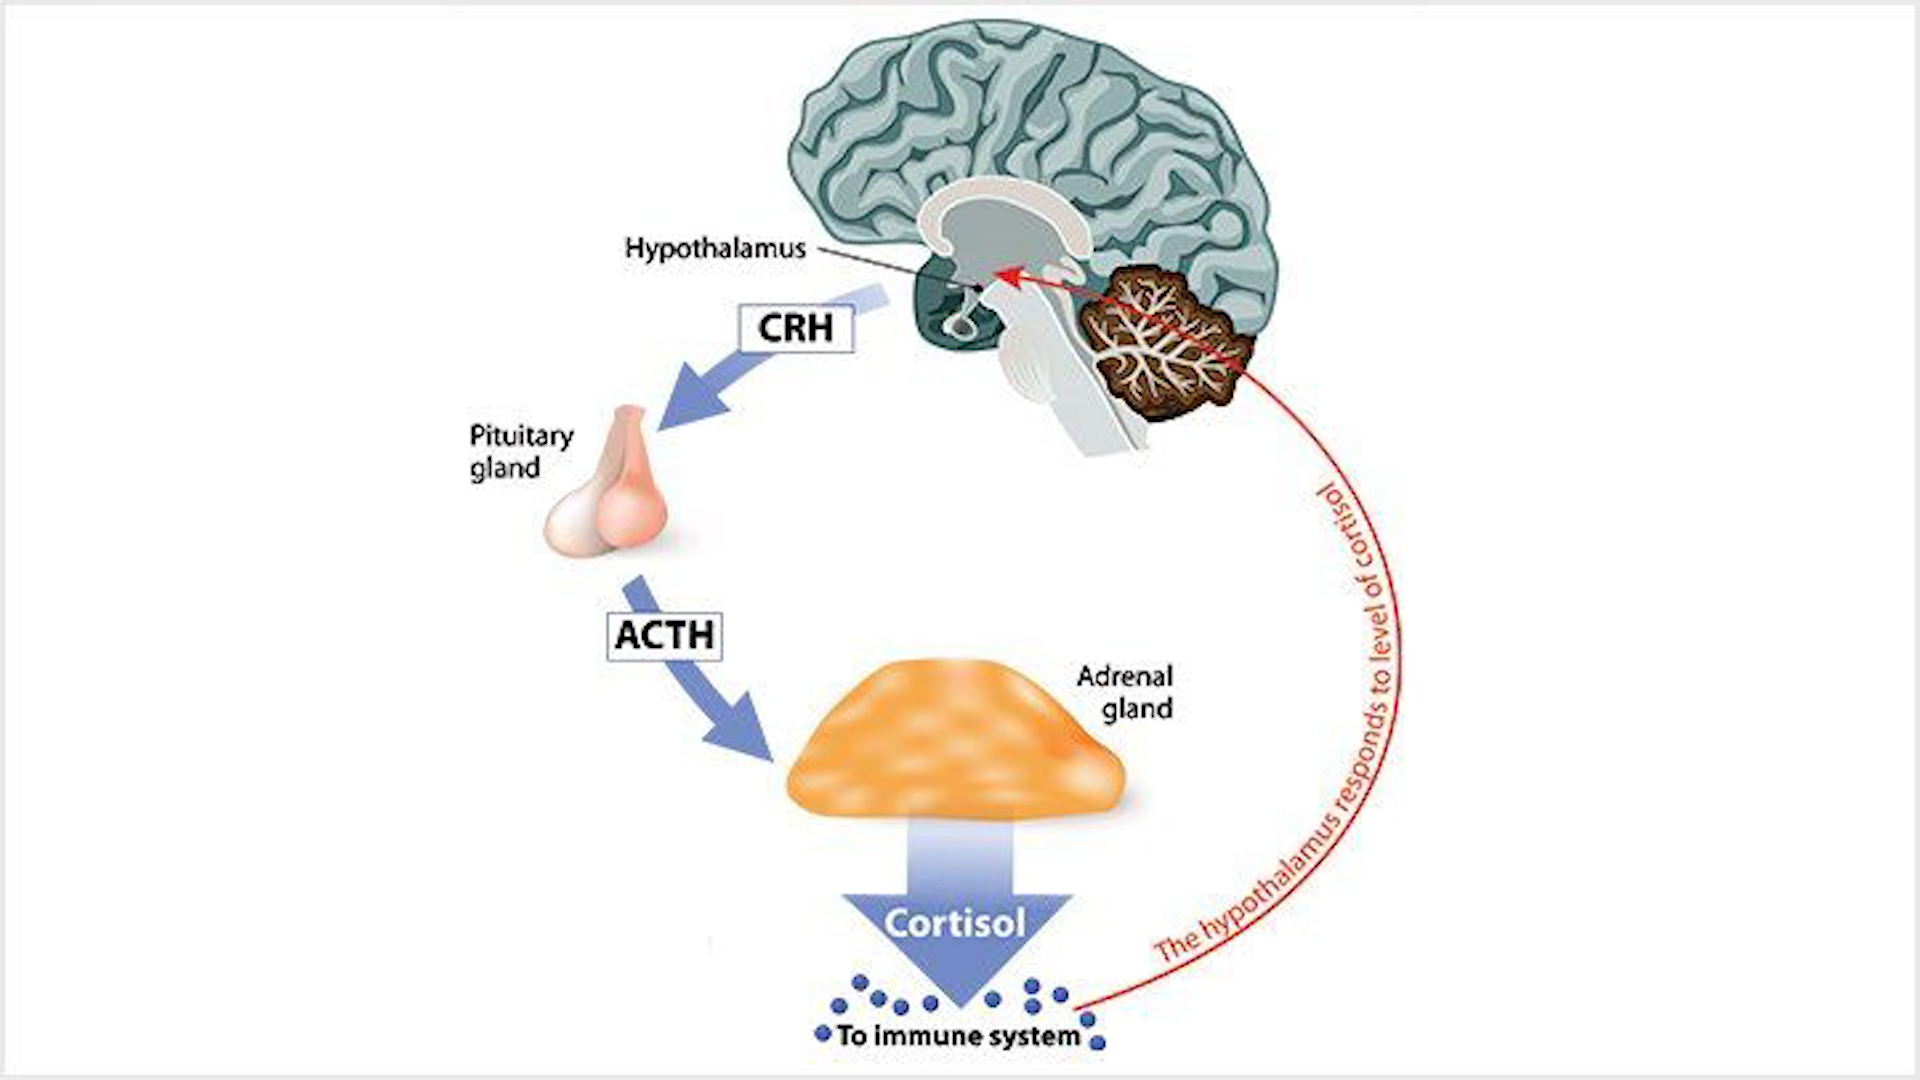 Hypothalamus
CRH
Pituitary
gland
ACTH
Adrenal
gland
Cortisol
To immune system
The hypothalamus responds to level of cortisol